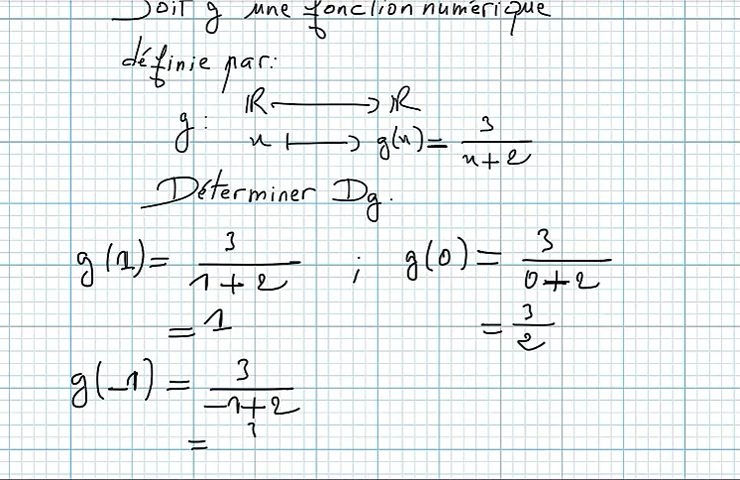 Soit g une fonction numérique
définie par:
g: ℝ ⟶ ℝ
x ⟼ g(x) = 3/(x+2)
Déterminer Dg.
g(1) = 3/(1+2) ; g(0) = 3/(0+2)
= 1 = 3/2
g(-1) = 3/(-1+2)
=